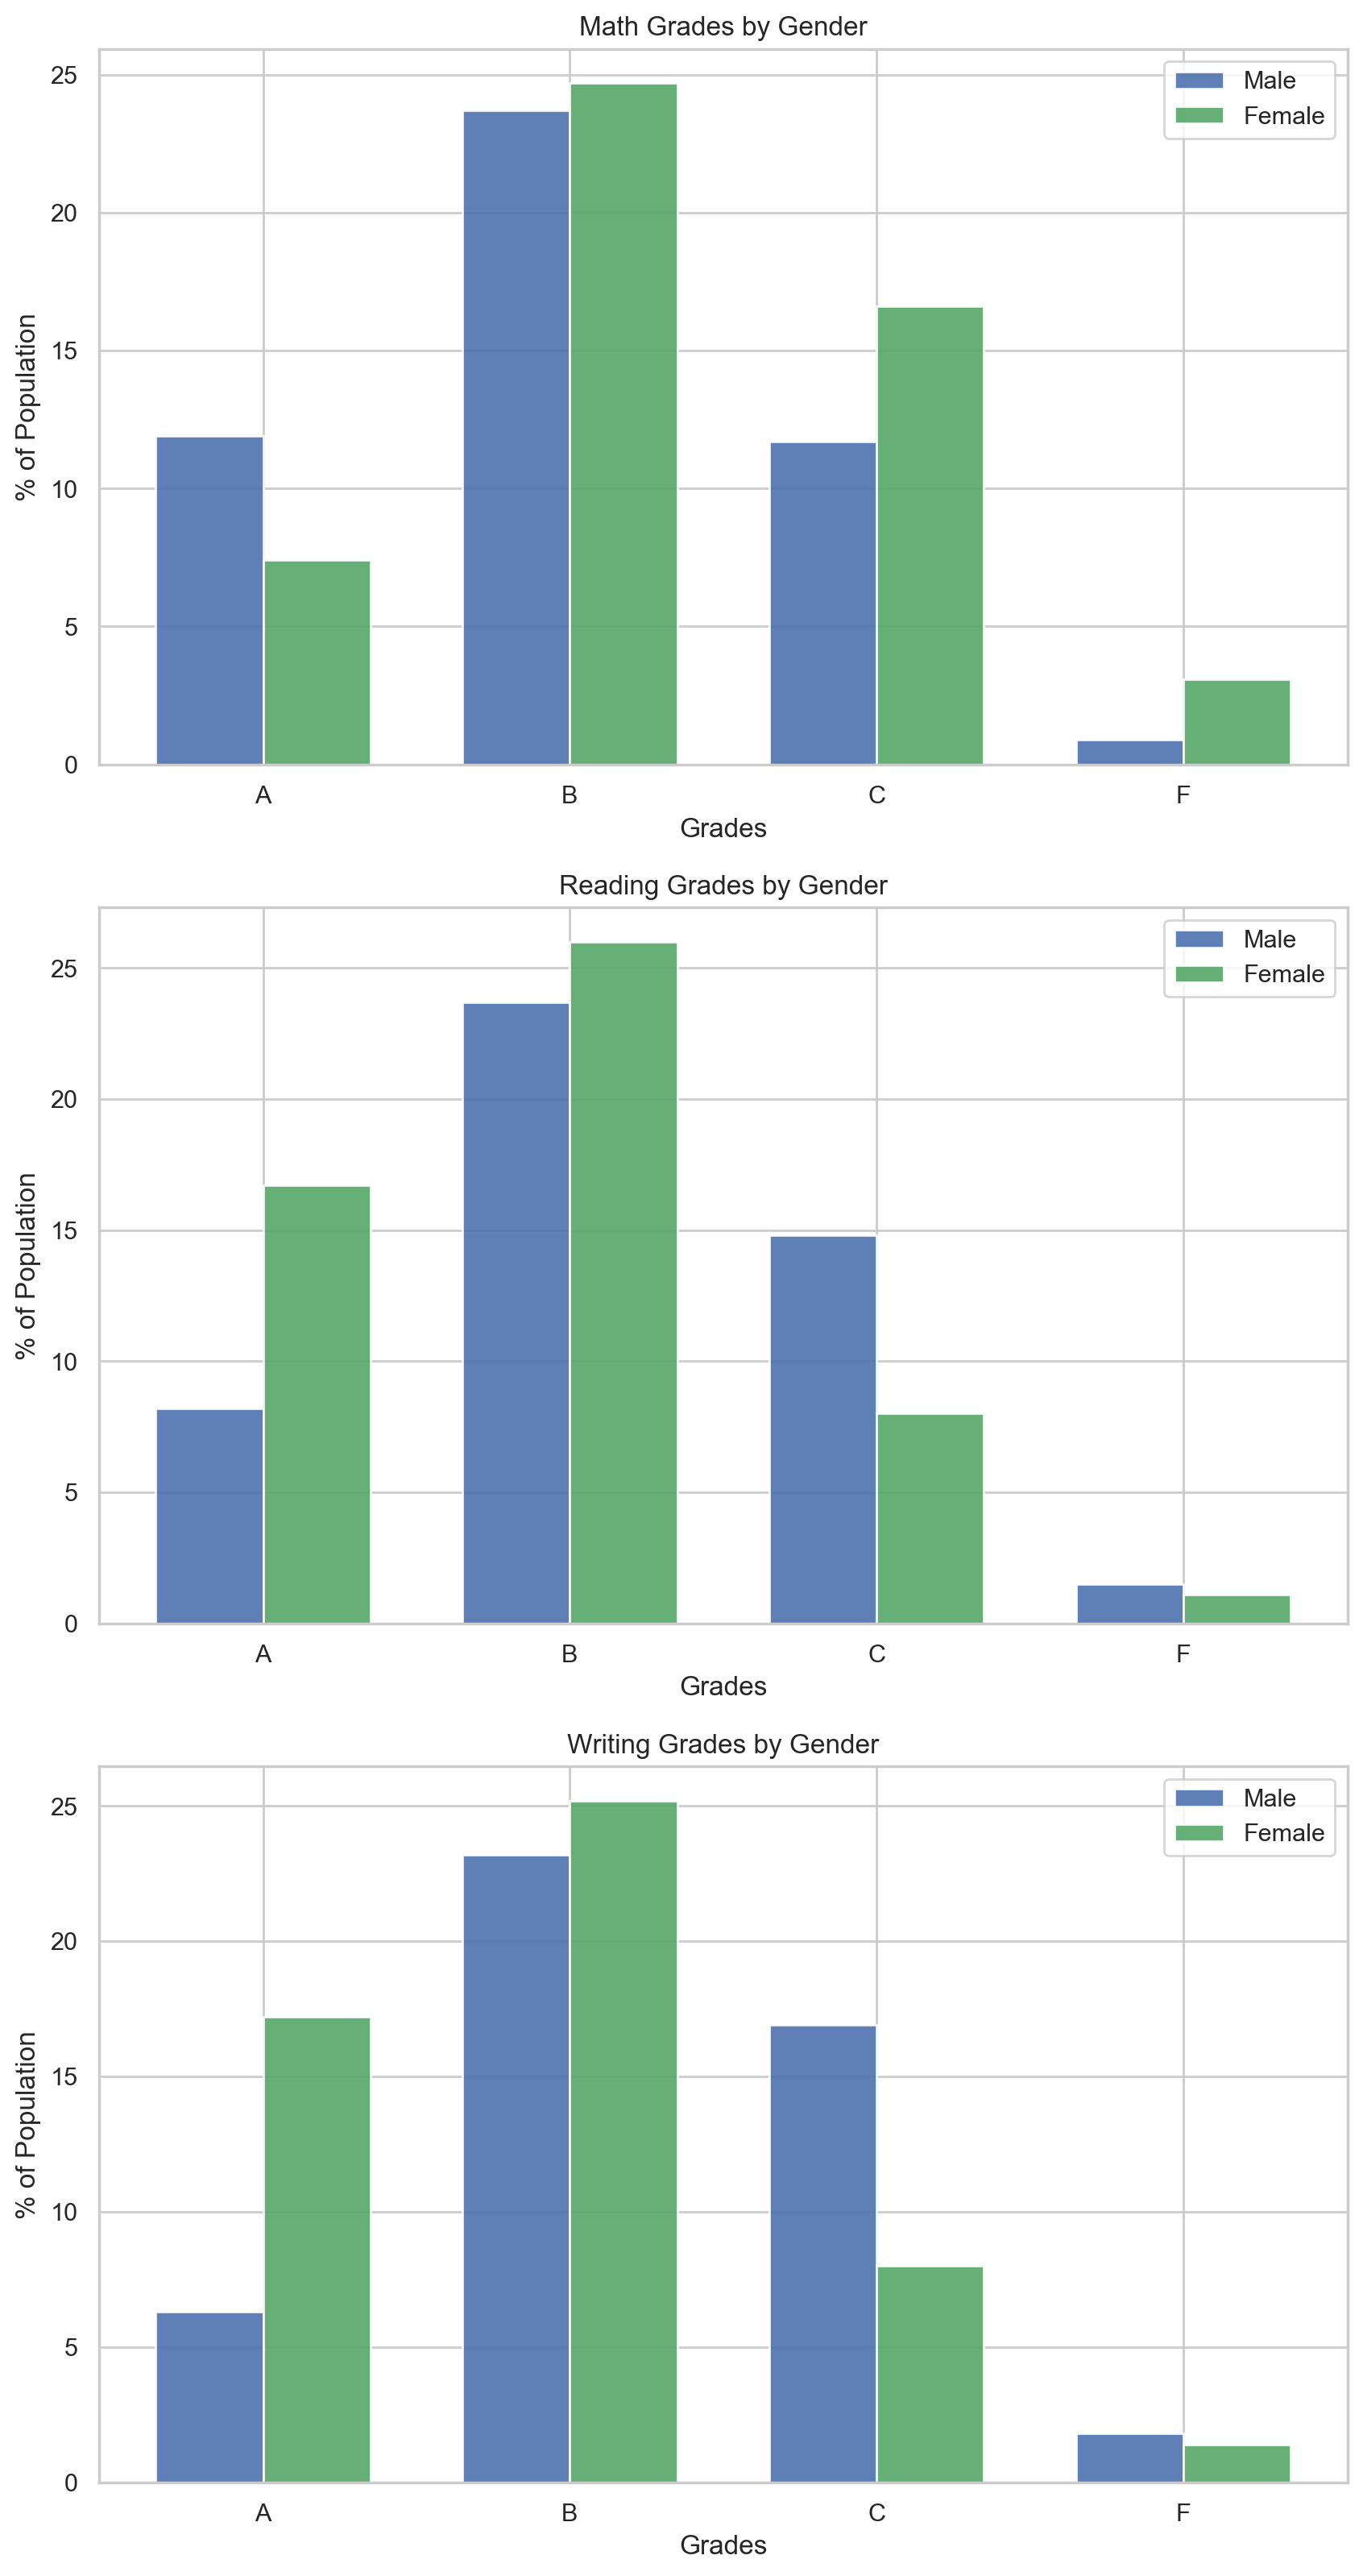 Math Grades by Gender
Male
Female
% of Population
25
20
15
10
5
0
A B C F
Grades
Reading Grades by Gender
Male
Female
% of Population
25
20
15
10
5
0
A B C F
Grades
Writing Grades by Gender
Male
Female
% of Population
25
20
15
10
5
0
A B C F
Grades